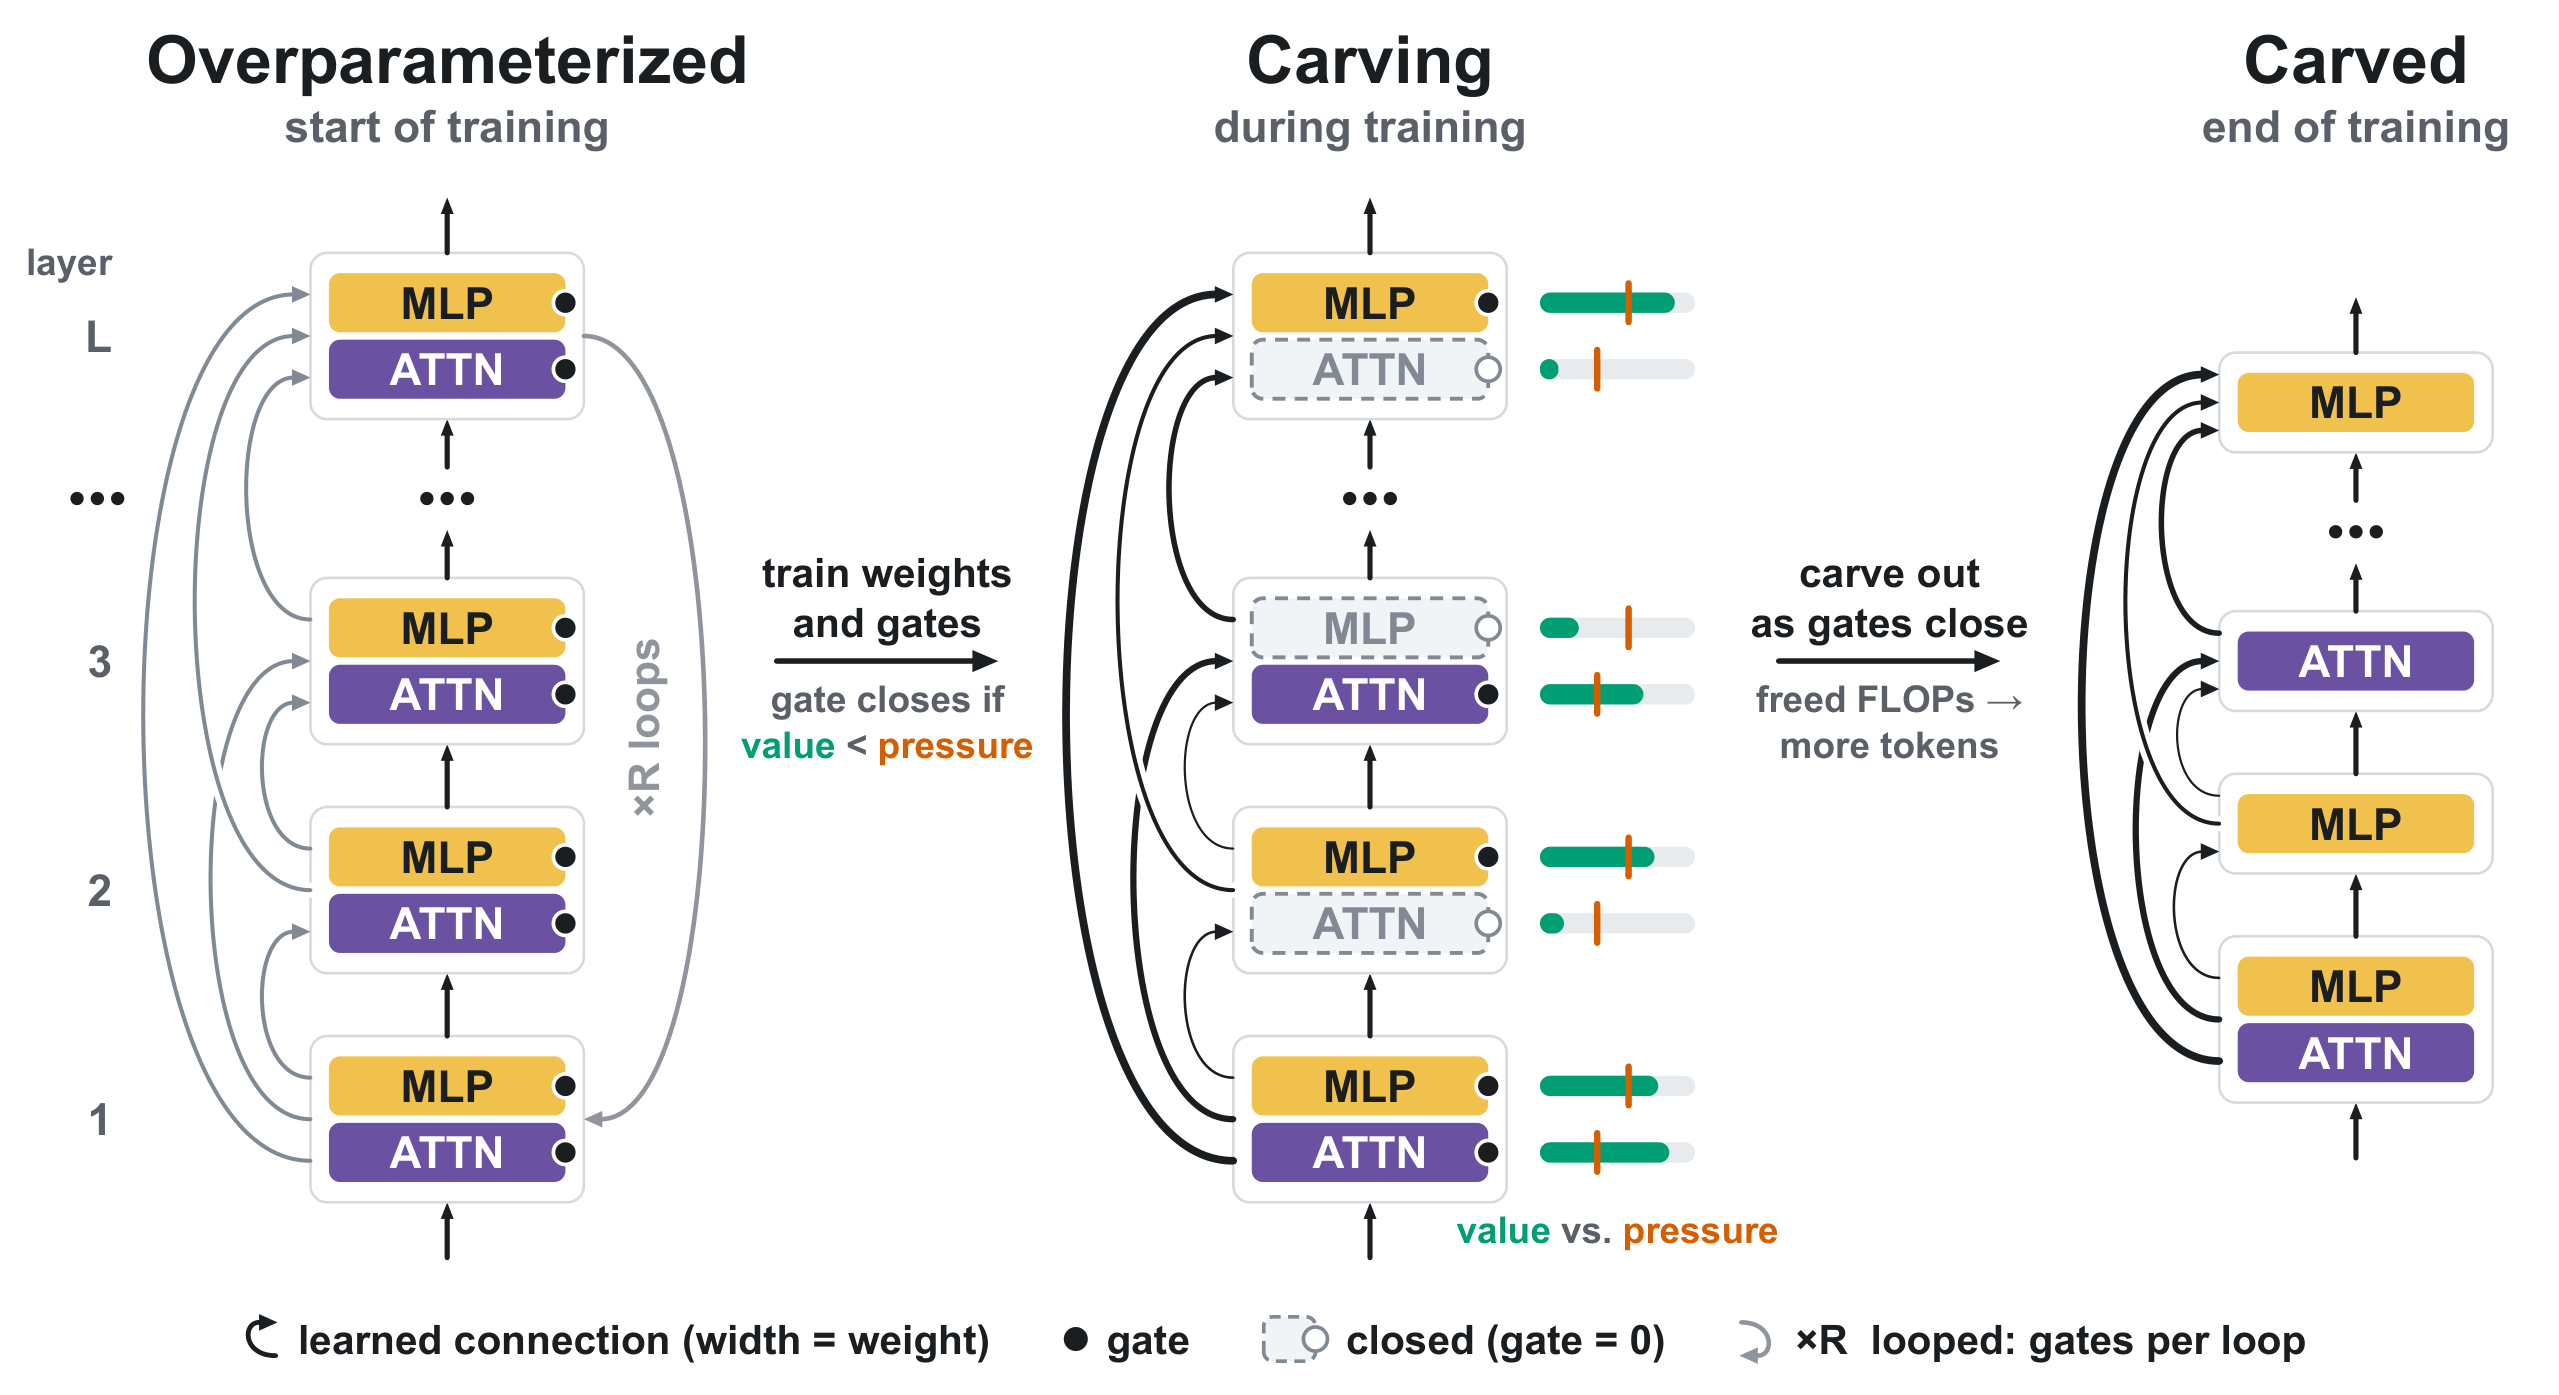 Overparameterized
start of training
layer
L
MLP
ATTN
•••
•••
3
MLP
ATTN
2
MLP
ATTN
1
MLP
ATTN
×R loops
train weights
and gates
gate closes if
value < pressure
Carving
during training
MLP
ATTN
•••
MLP
ATTN
MLP
ATTN
MLP
ATTN
value vs. pressure
carve out
as gates close
freed FLOPs →
more tokens
Carved
end of training
MLP
•••
ATTN
MLP
MLP
ATTN
learned connection (width = weight)
gate
closed (gate = 0)
×R looped: gates per loop